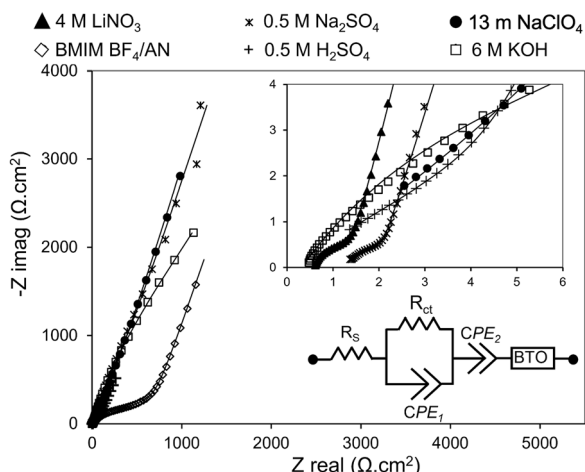 ▲ 4 M LiNO₃ ж 0.5 M Na₂SO₄ ● 13 m NaClO₄
◇ BMIM BF₄/AN + 0.5 M H₂SO₄ □ 6 M KOH
-Z imag (Ω.cm²)
4000
3000
2000
1000
0
4
3
2
1
0
0 1 2 3 4 5 6
R_S
R_ct
CPE₁
CPE₂
BTO
0 1000 2000 3000 4000 5000
Z real (Ω.cm²)